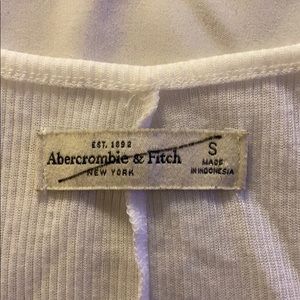 EST. 1892
Abercrombie & Fitch
NEW YORK
S
MADE
IN INDONESIA